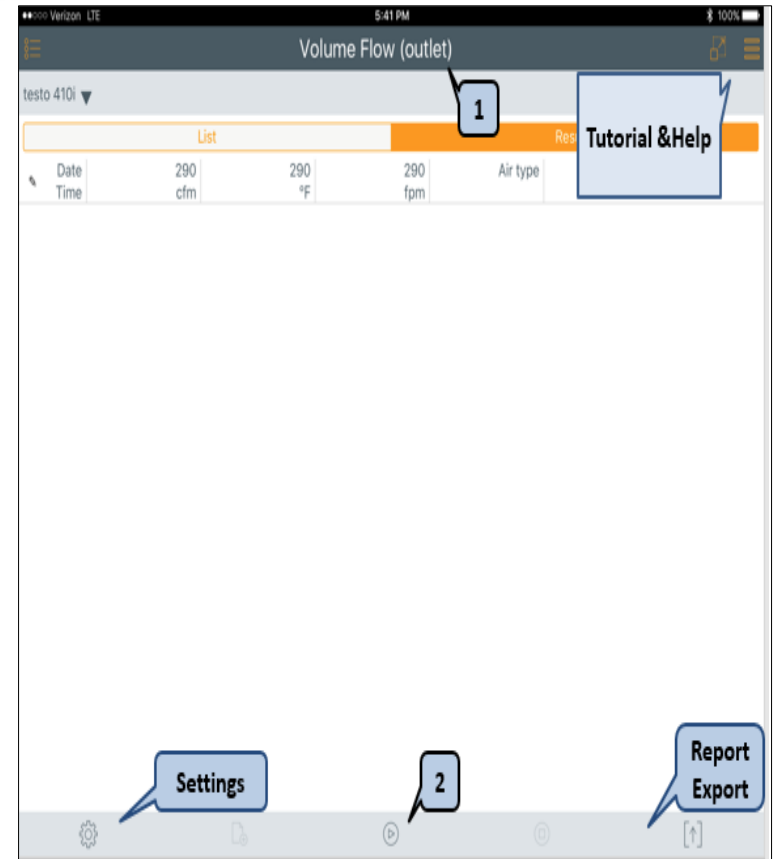 Verizon LTE 5:41 PM 100%
Volume Flow (outlet)
1
testo 410i
Tutorial &Help
List
Date Time
290 cfm
290 °F
290 fpm
Air type
Settings
2
Report
Export